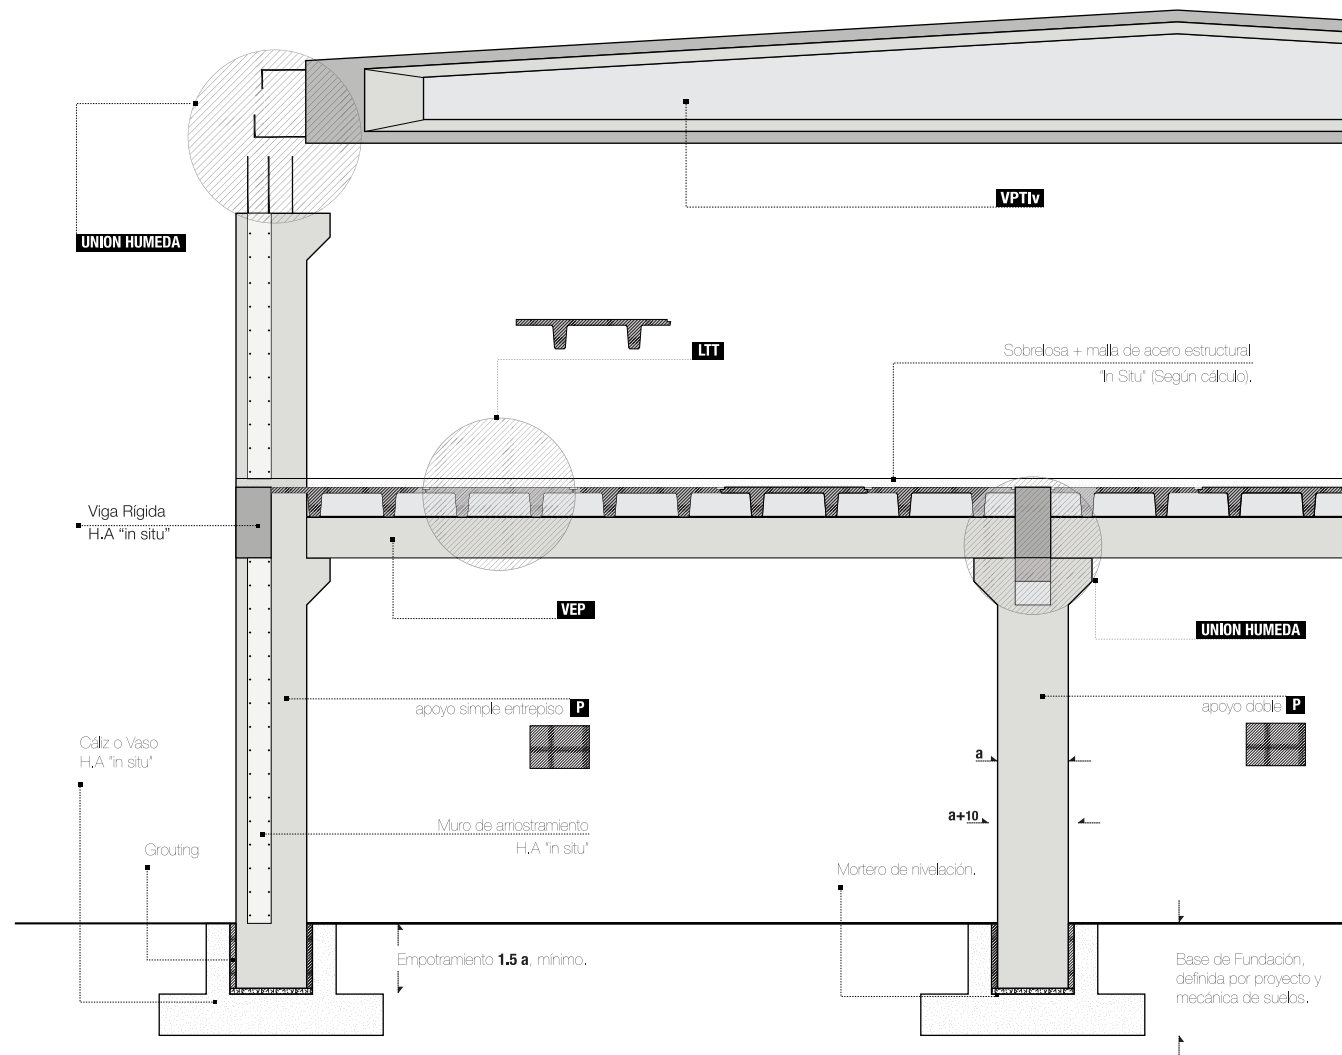 VPTIv
UNION HUMEDA
LTT
Sobrelosa + malla de acero estructural
"In Situ" (Según cálculo).
Viga Rígida
H.A "in situ"
VEP
UNION HUMEDA
apoyo simple entrepiso P
apoyo doble P
Cáliz o Vaso
H.A "in situ"
a
a+10
Muro de arriostramiento
H.A "in situ"
Grouting
Mortero de nivelación.
Empotramiento 1.5 a, mínimo.
Base de Fundación,
definida por proyecto y
mecánica de suelos.